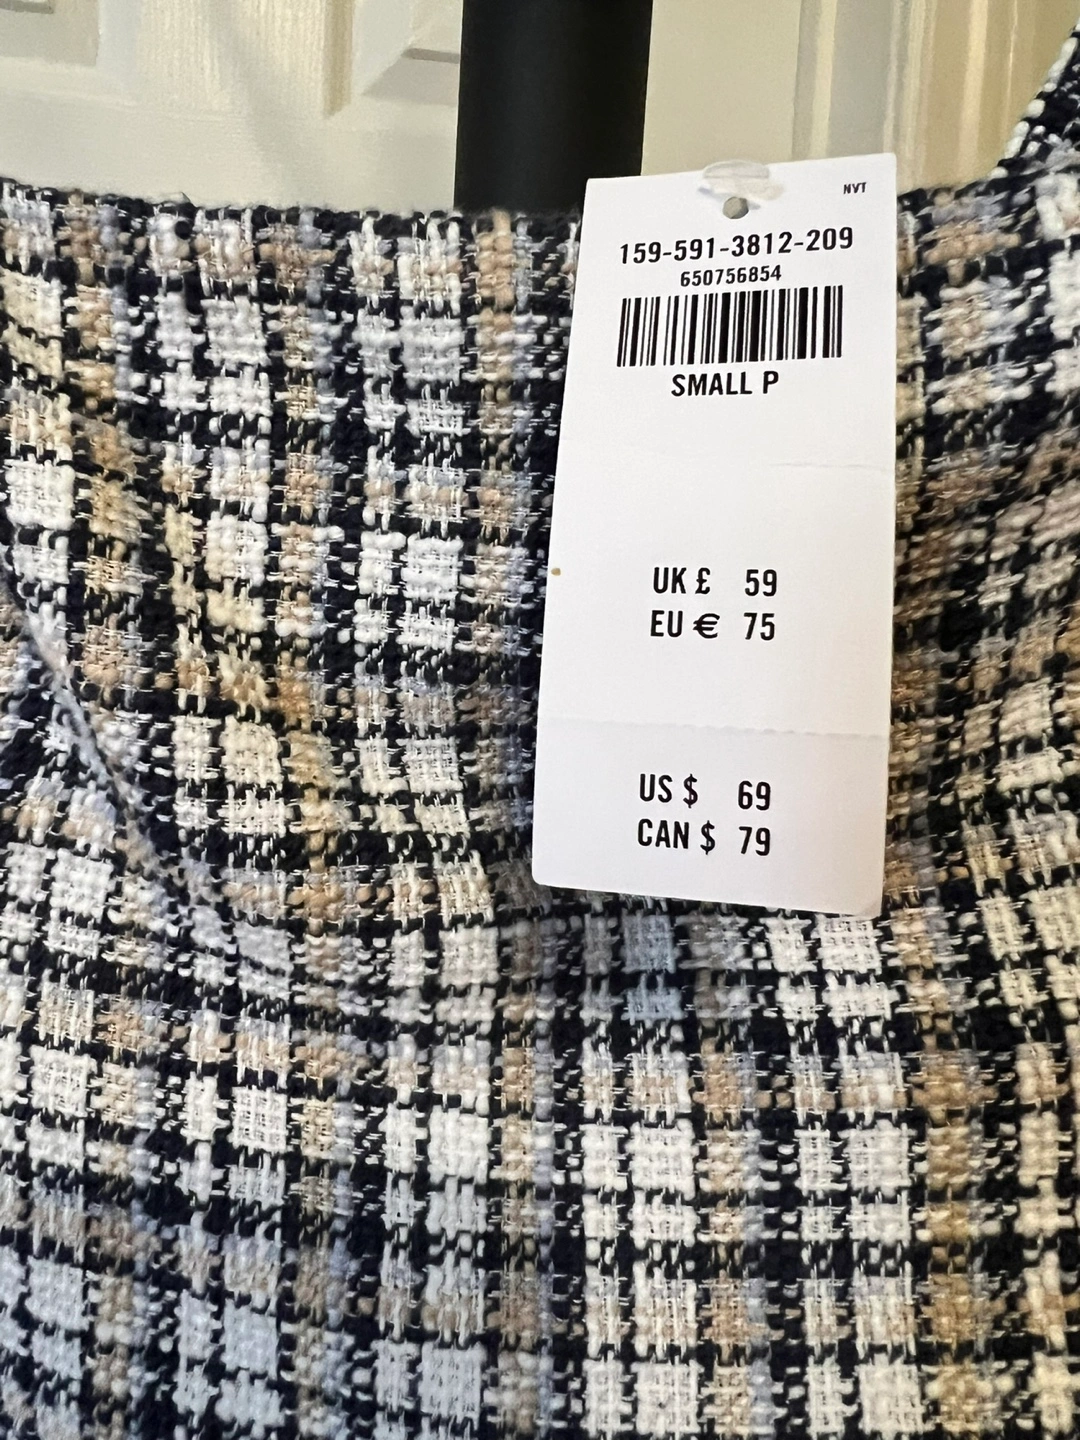 NVT
159-591-3812-209
650756854
SMALL P
UK £ 59
EU € 75
US $ 69
CAN $ 79